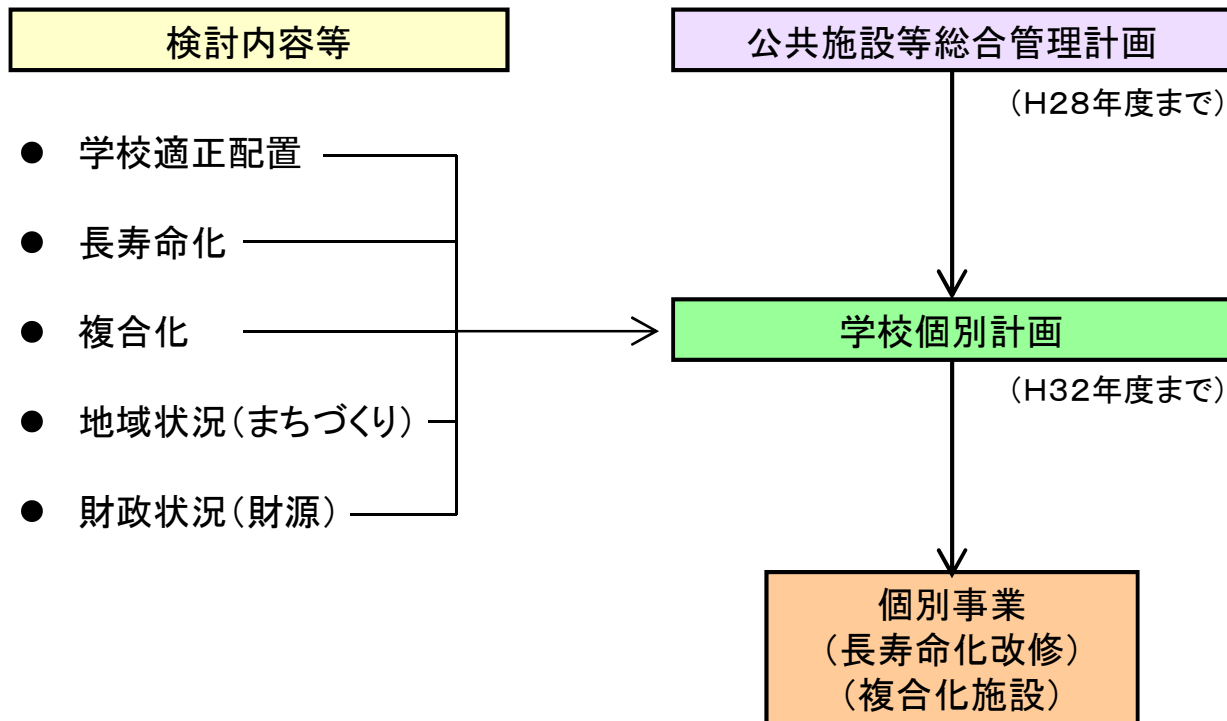 検討内容等
● 学校適正配置
● 長寿命化
● 複合化
● 地域状況(まちづくり)
● 財政状況(財源)
公共施設等総合管理計画
(H28年度まで)
学校個別計画
(H32年度まで)
個別事業
(長寿命化改修)
(複合化施設)